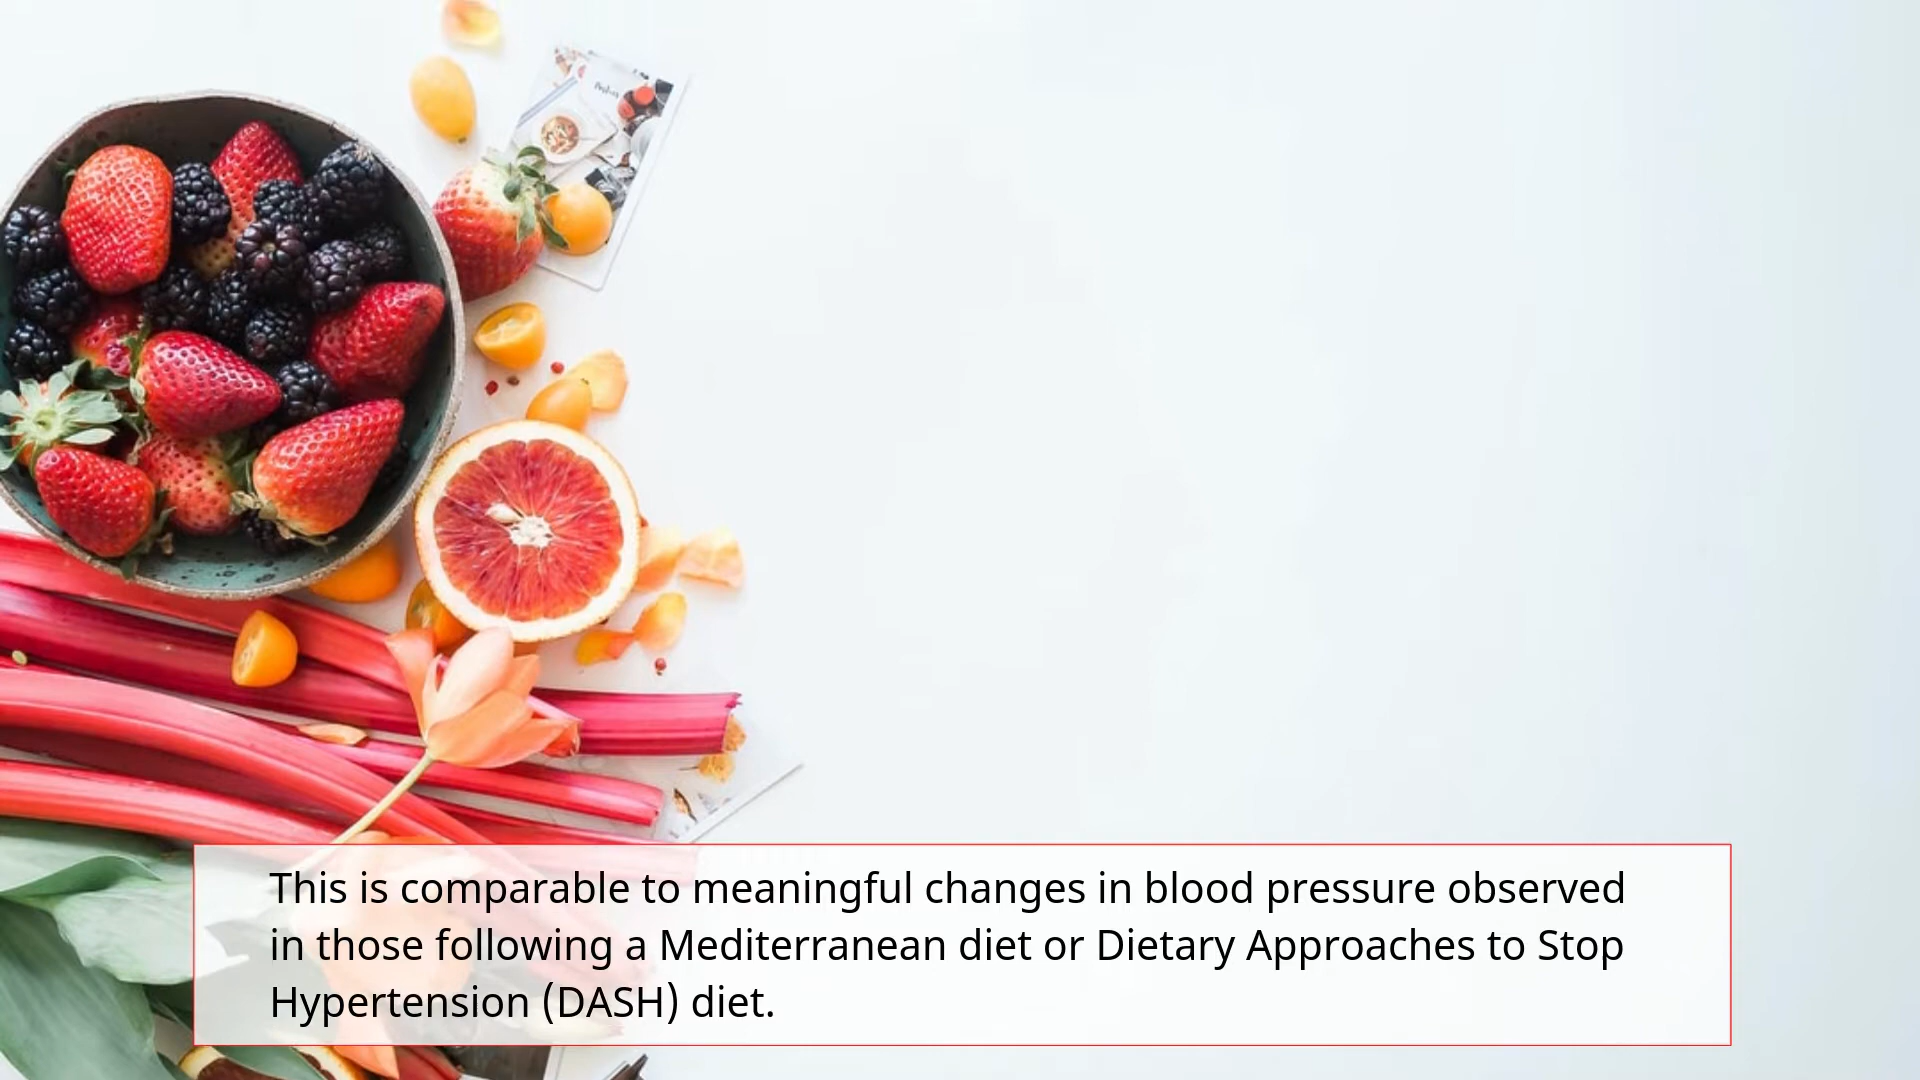 This is comparable to meaningful changes in blood pressure observed
in those following a Mediterranean diet or Dietary Approaches to Stop
Hypertension (DASH) diet.